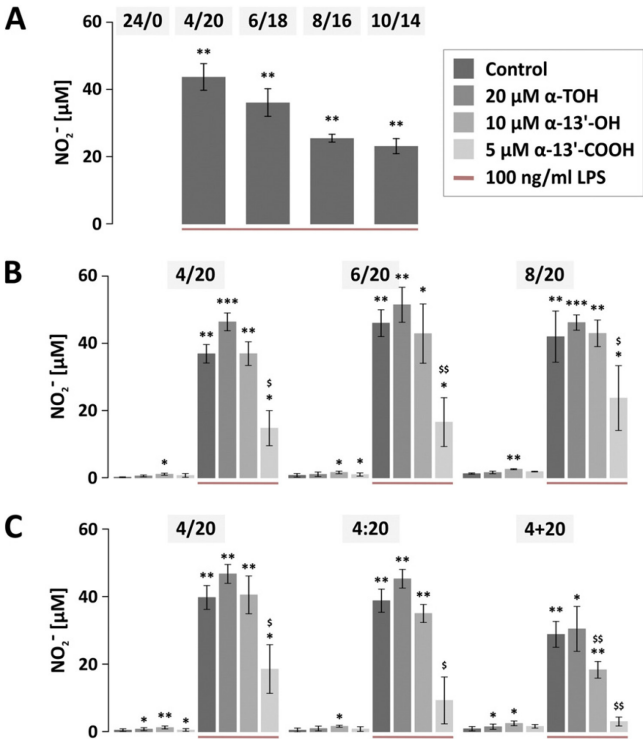 A
24/0 4/20 6/18 8/16 10/14
60
40
20
0
NO₂⁻ [µM]
** ** ** **
Control
20 µM α-TOH
10 µM α-13'-OH
5 µM α-13'-COOH
100 ng/ml LPS
B
4/20 6/20 8/20
60
40
20
0
NO₂⁻ [µM]
* ** *** ** $ *
* * ** ** * $$ *
** ** *** ** $ *
C
4/20 4:20 4+20
60
40
20
0
NO₂⁻ [µM]
* ** * ** ** ** $ *
* ** ** ** $
* * ** * $$ ** $$